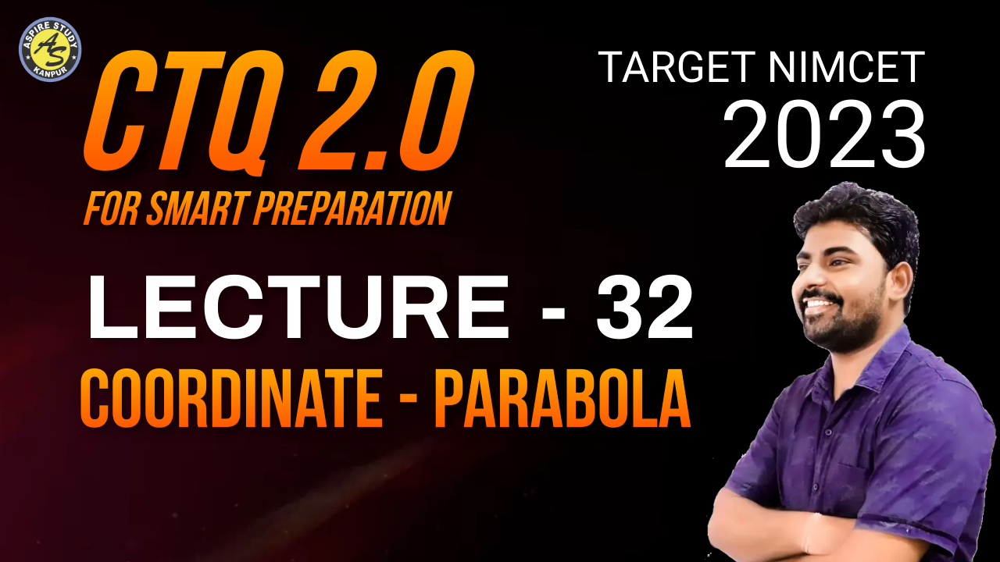 ASPIRE STUDY
AS
KANPUR
CTQ 2.0
FOR SMART PREPARATION
TARGET NIMCET
2023
LECTURE - 32
COORDINATE - PARABOLA